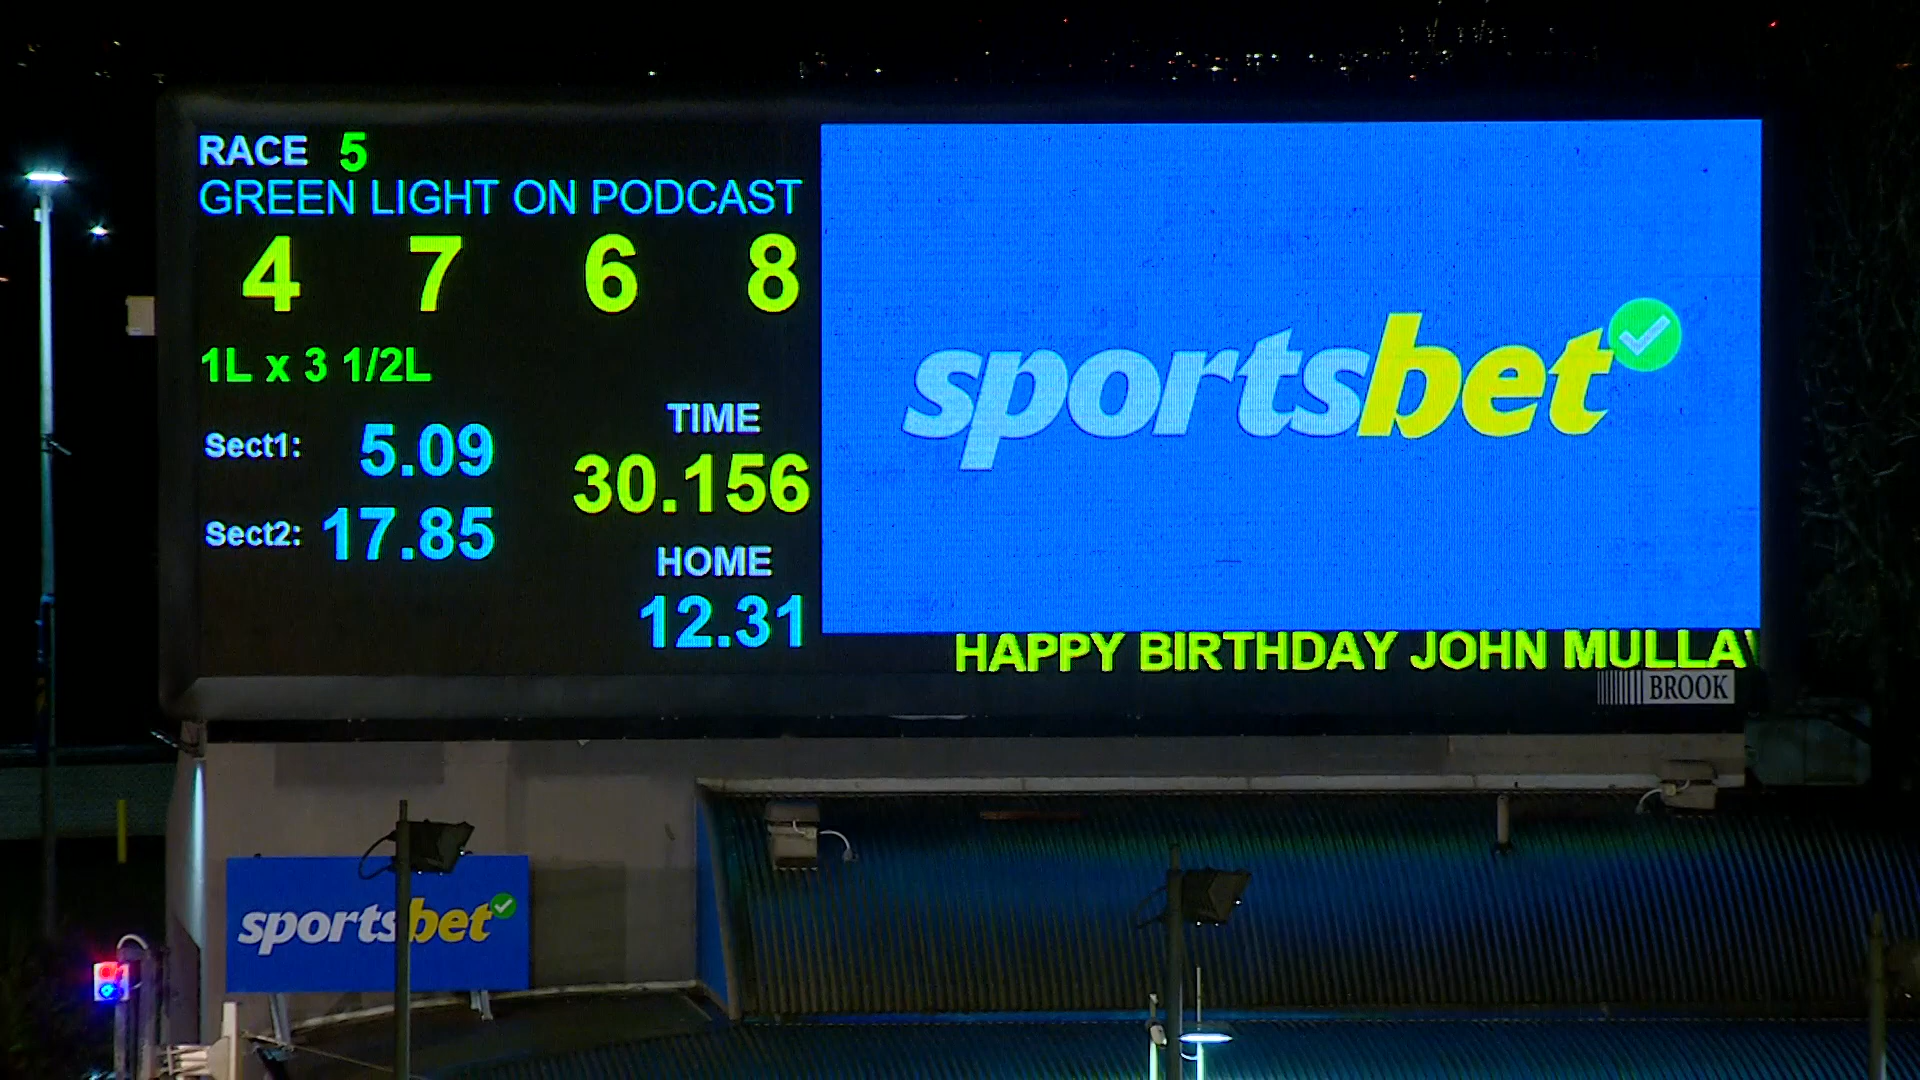 RACE 5
GREEN LIGHT ON PODCAST
4 7 6 8
1L x 3 1/2L
TIME
Sect1: 5.09
30.156
Sect2: 17.85
HOME
12.31
sportsbet
HAPPY BIRTHDAY JOHN
BROOK
sportsbet